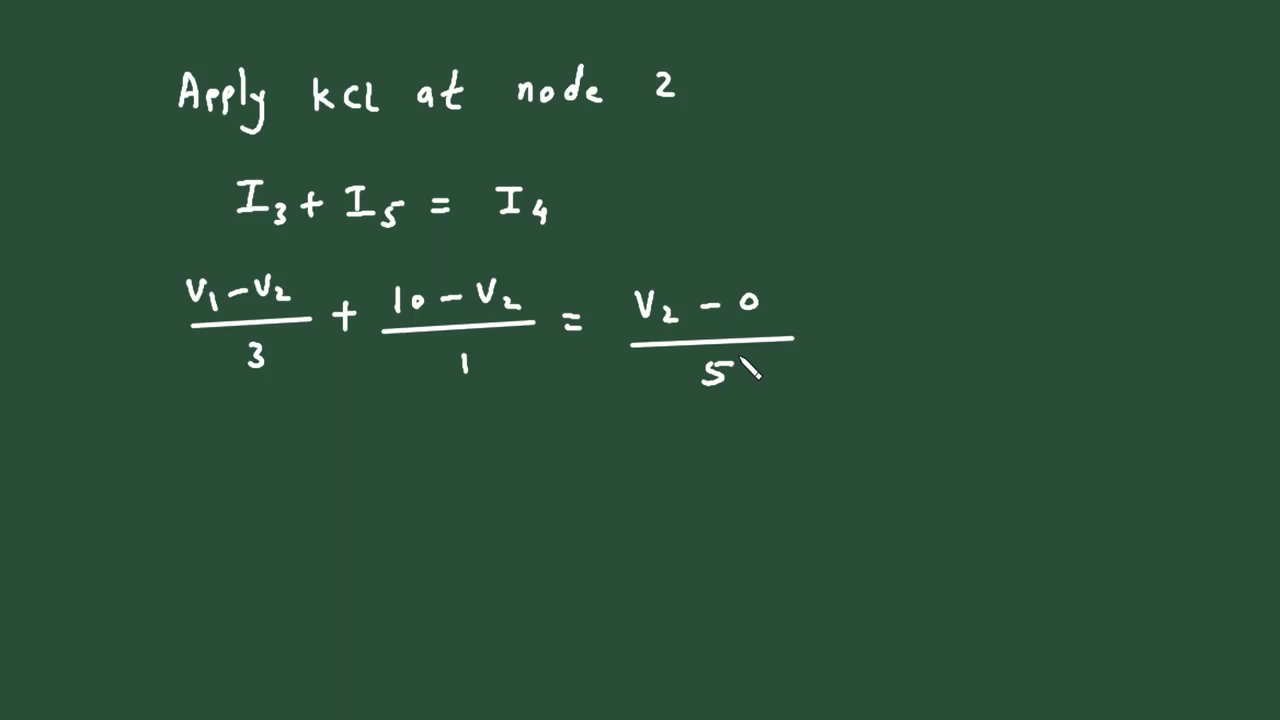 Apply KCL at node 2
I₃ + I₅ = I₄
(V₁ - V₂)/3 + (10 - V₂)/1 = (V₂ - 0)/5